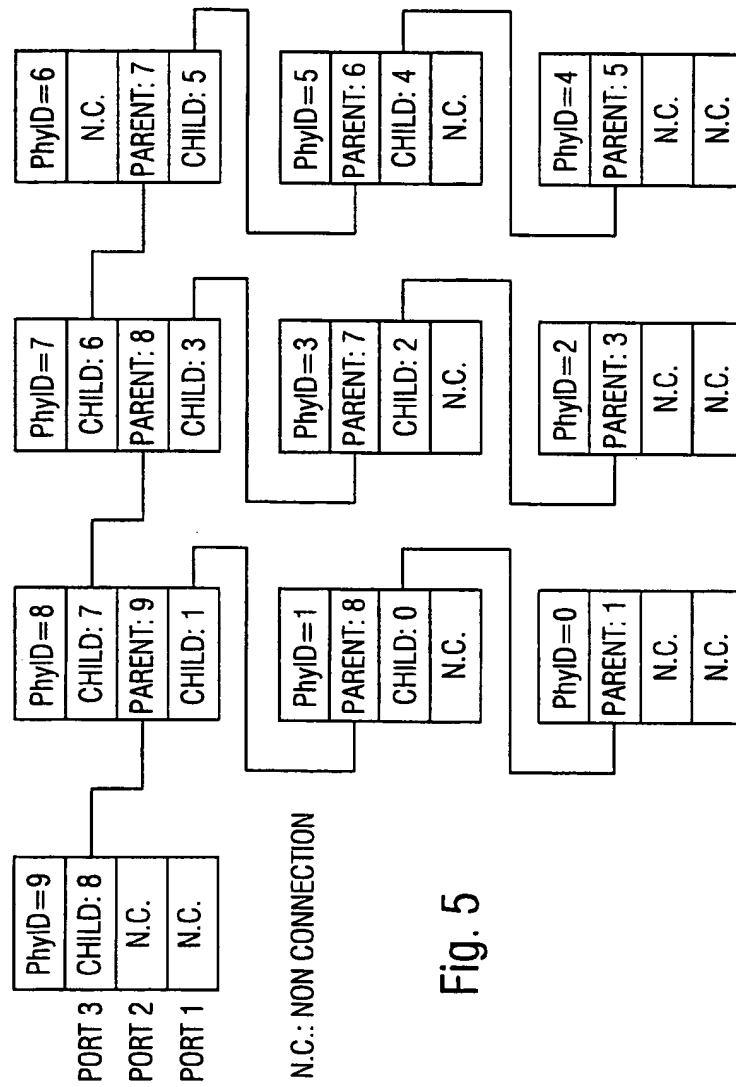 PhyID=9
PORT 3 CHILD: 8
PORT 2 N.C.
PORT 1 N.C.
PhyID=8
CHILD: 7
PARENT: 9
CHILD: 1
PhyID=7
CHILD: 6
PARENT: 8
CHILD: 3
PhyID=6
N.C.
PARENT: 7
CHILD: 5
PhyID=1
PARENT: 8
CHILD: 0
N.C.
PhyID=3
PARENT: 7
CHILD: 2
N.C.
PhyID=5
PARENT: 6
CHILD: 4
N.C.
PhyID=0
PARENT: 1
N.C.
N.C.
PhyID=2
PARENT: 3
N.C.
N.C.
PhyID=4
PARENT: 5
N.C.
N.C.
N.C.: NON CONNECTION
Fig. 5